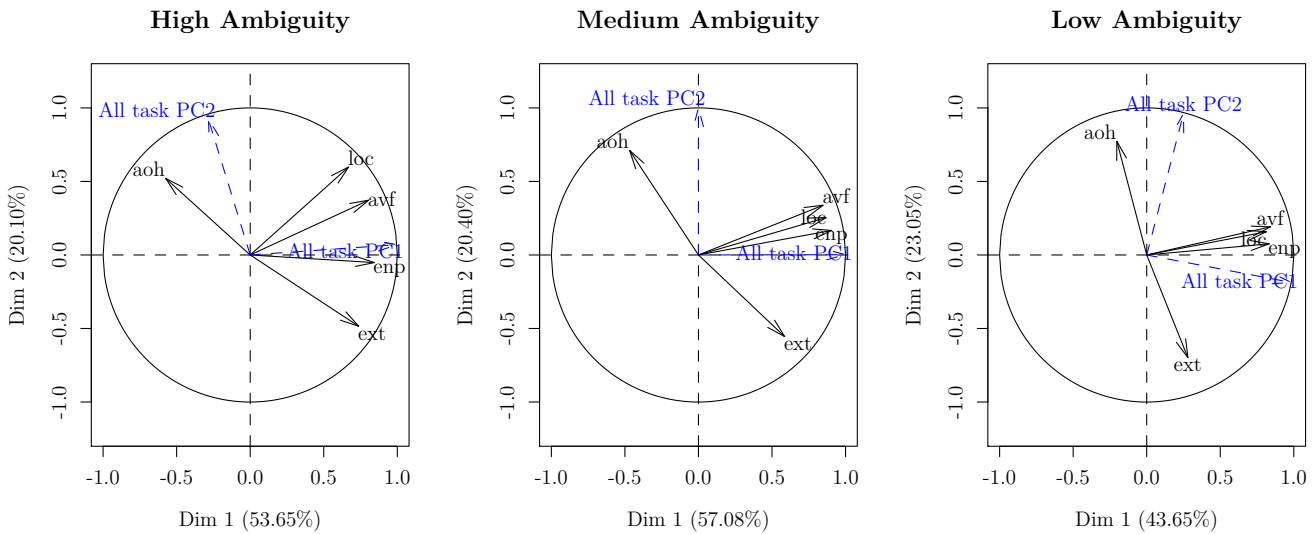 High Ambiguity
Dim 2 (20.10%)
1.0
0.5
0.0
-0.5
-1.0
All task PC2
aoh
loc
avf
All task PC1
enp
ext
-1.0 -0.5 0.0 0.5 1.0
Dim 1 (53.65%)
Medium Ambiguity
Dim 2 (20.40%)
1.0
0.5
0.0
-0.5
-1.0
All task PC2
aoh
avf
loc
enp
All task PC1
ext
-1.0 -0.5 0.0 0.5 1.0
Dim 1 (57.08%)
Low Ambiguity
Dim 2 (23.05%)
1.0
0.5
0.0
-0.5
-1.0
All task PC2
aoh
avf
loc
enp
All task PC1
ext
-1.0 -0.5 0.0 0.5 1.0
Dim 1 (43.65%)